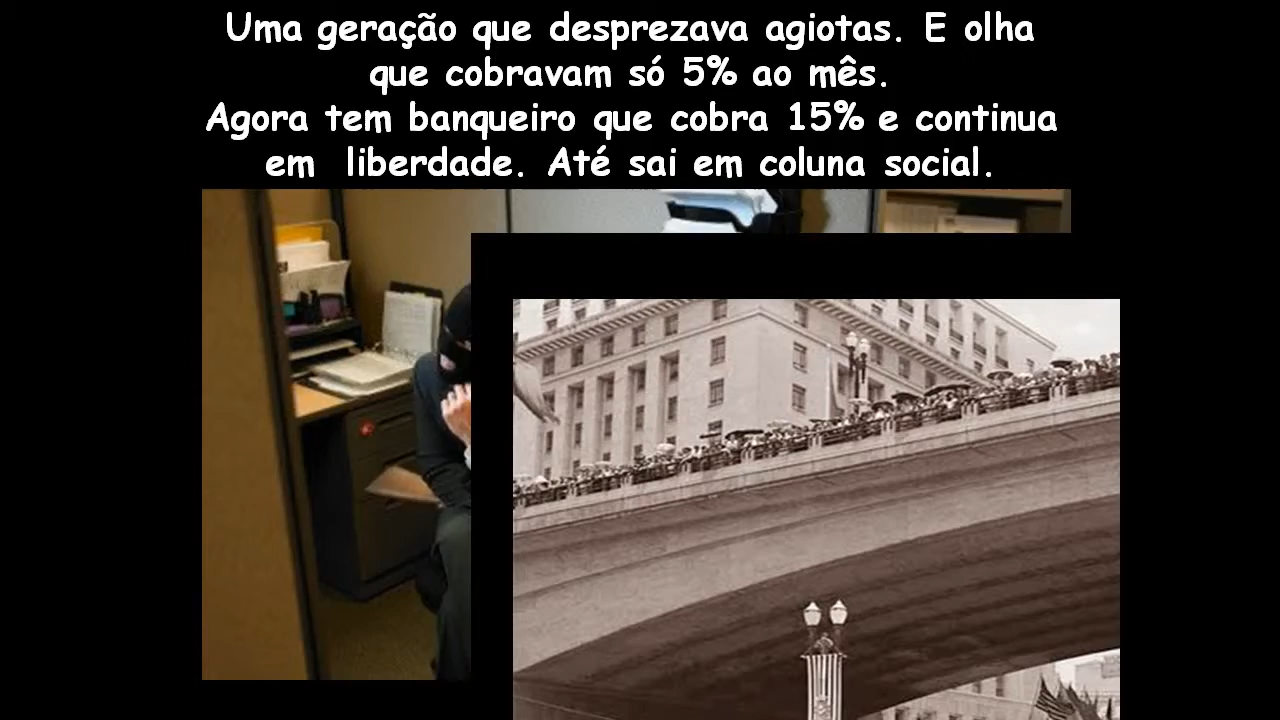 Uma geração que desprezava agiotas. E olha
que cobravam só 5% ao mês.
Agora tem banqueiro que cobra 15% e continua
em liberdade. Até sai em coluna social.